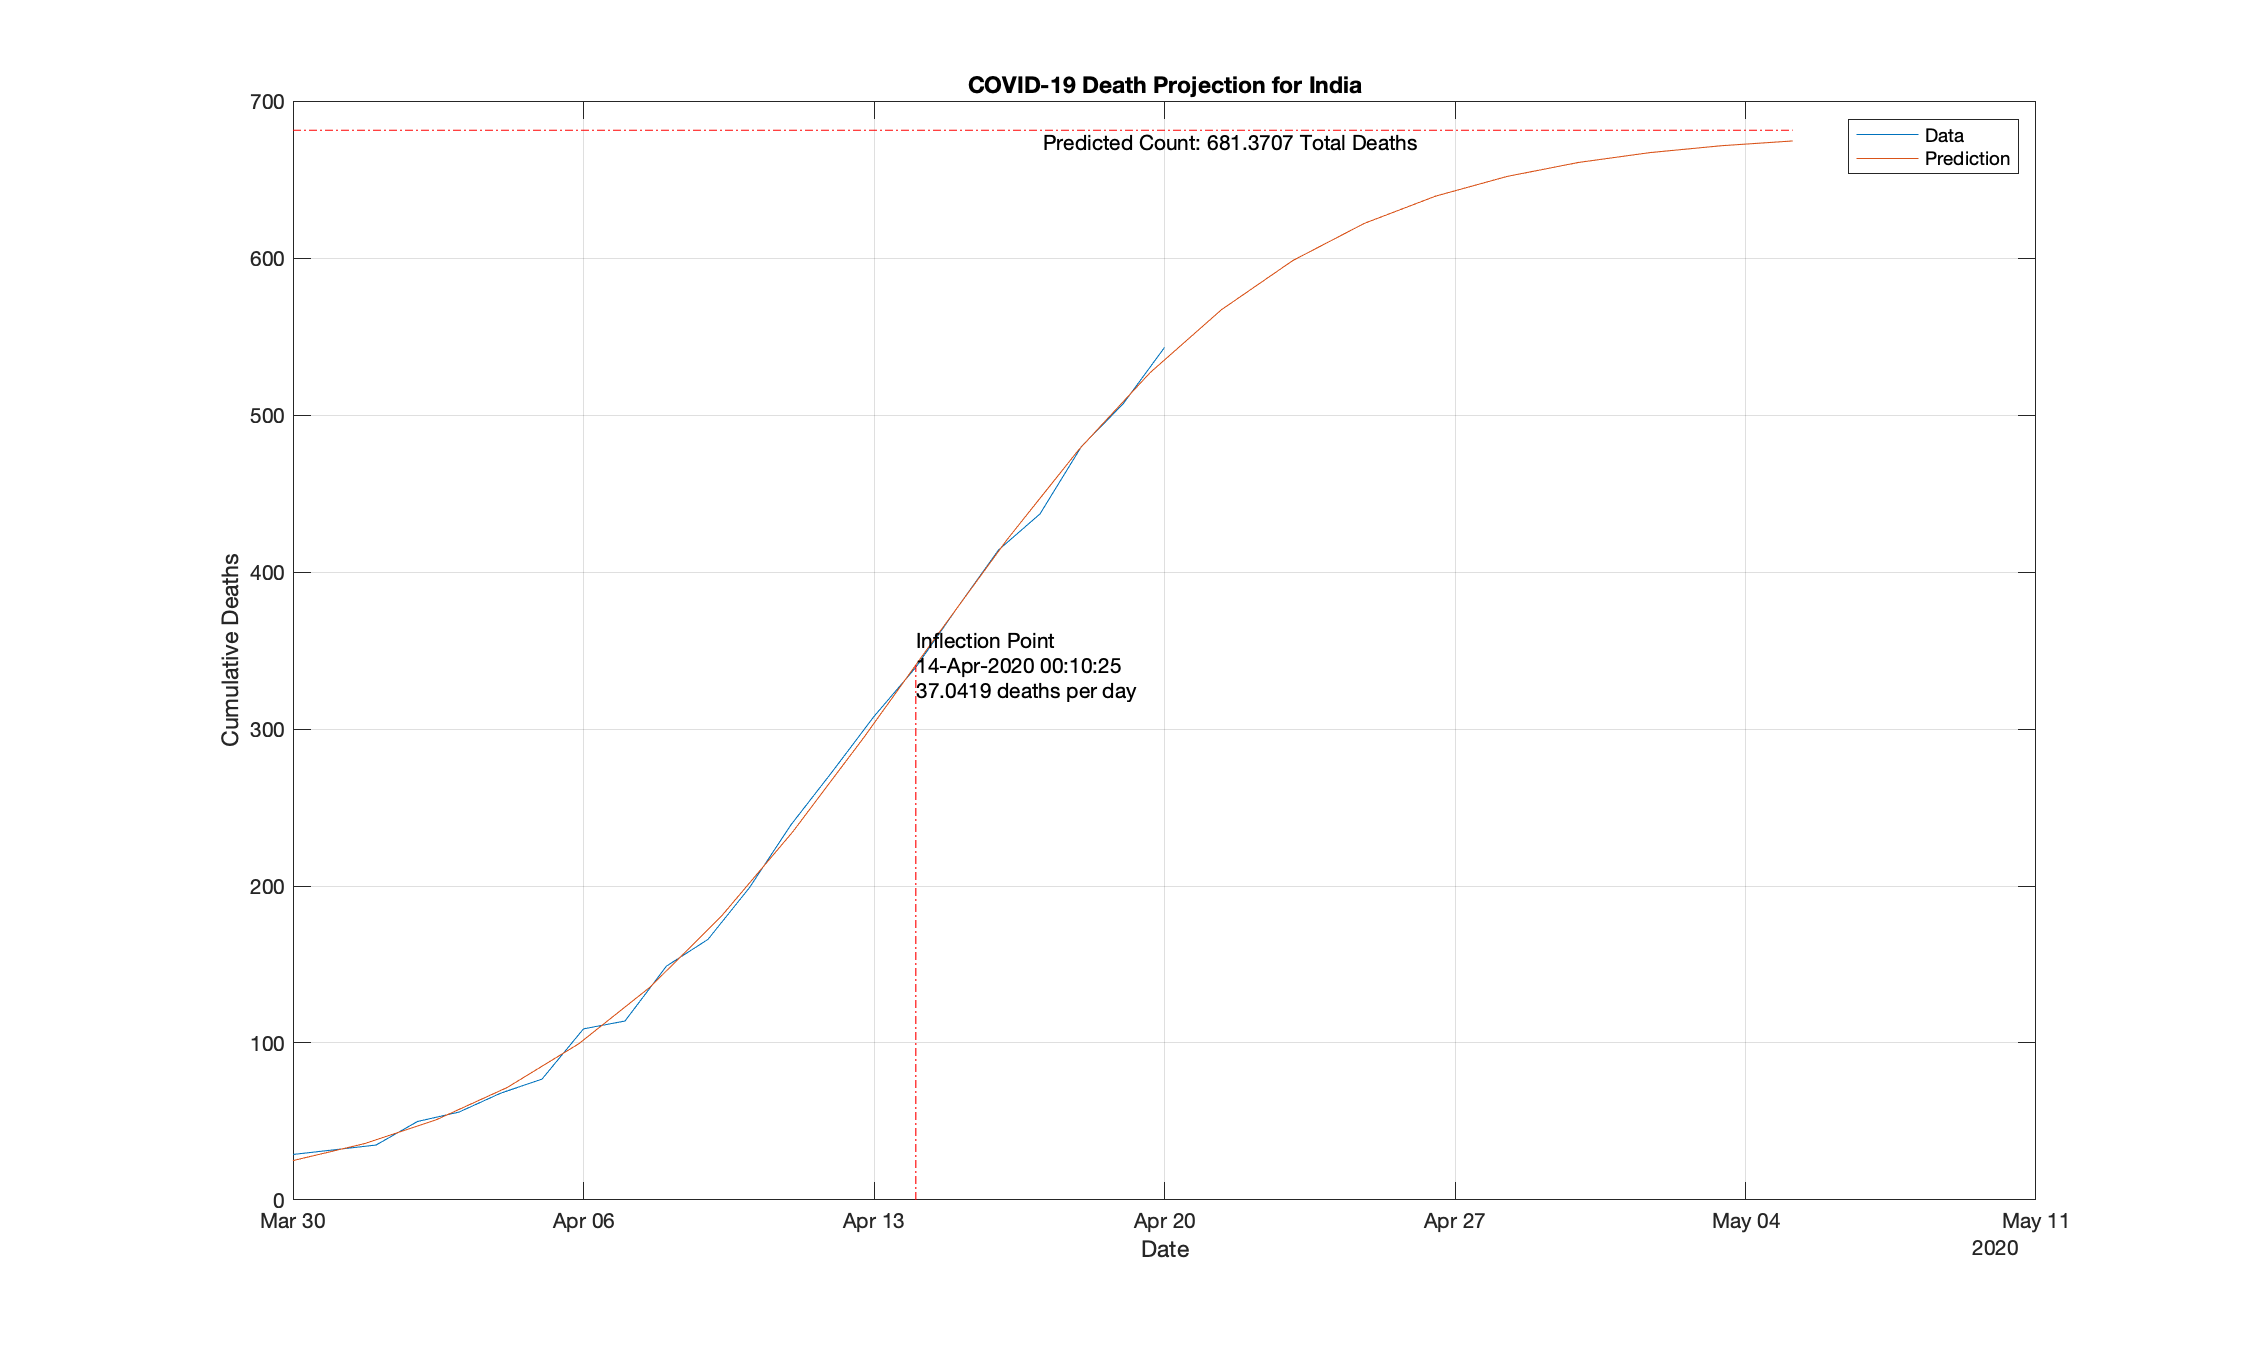 COVID-19 Death Projection for India
700
600
500
400
300
200
100
0
Cumulative Deaths
Predicted Count: 681.3707 Total Deaths
Data
Prediction
Inflection Point
14-Apr-2020 00:10:25
37.0419 deaths per day
Mar 30 Apr 06 Apr 13 Apr 20 Apr 27 May 04 May 11
Date
2020